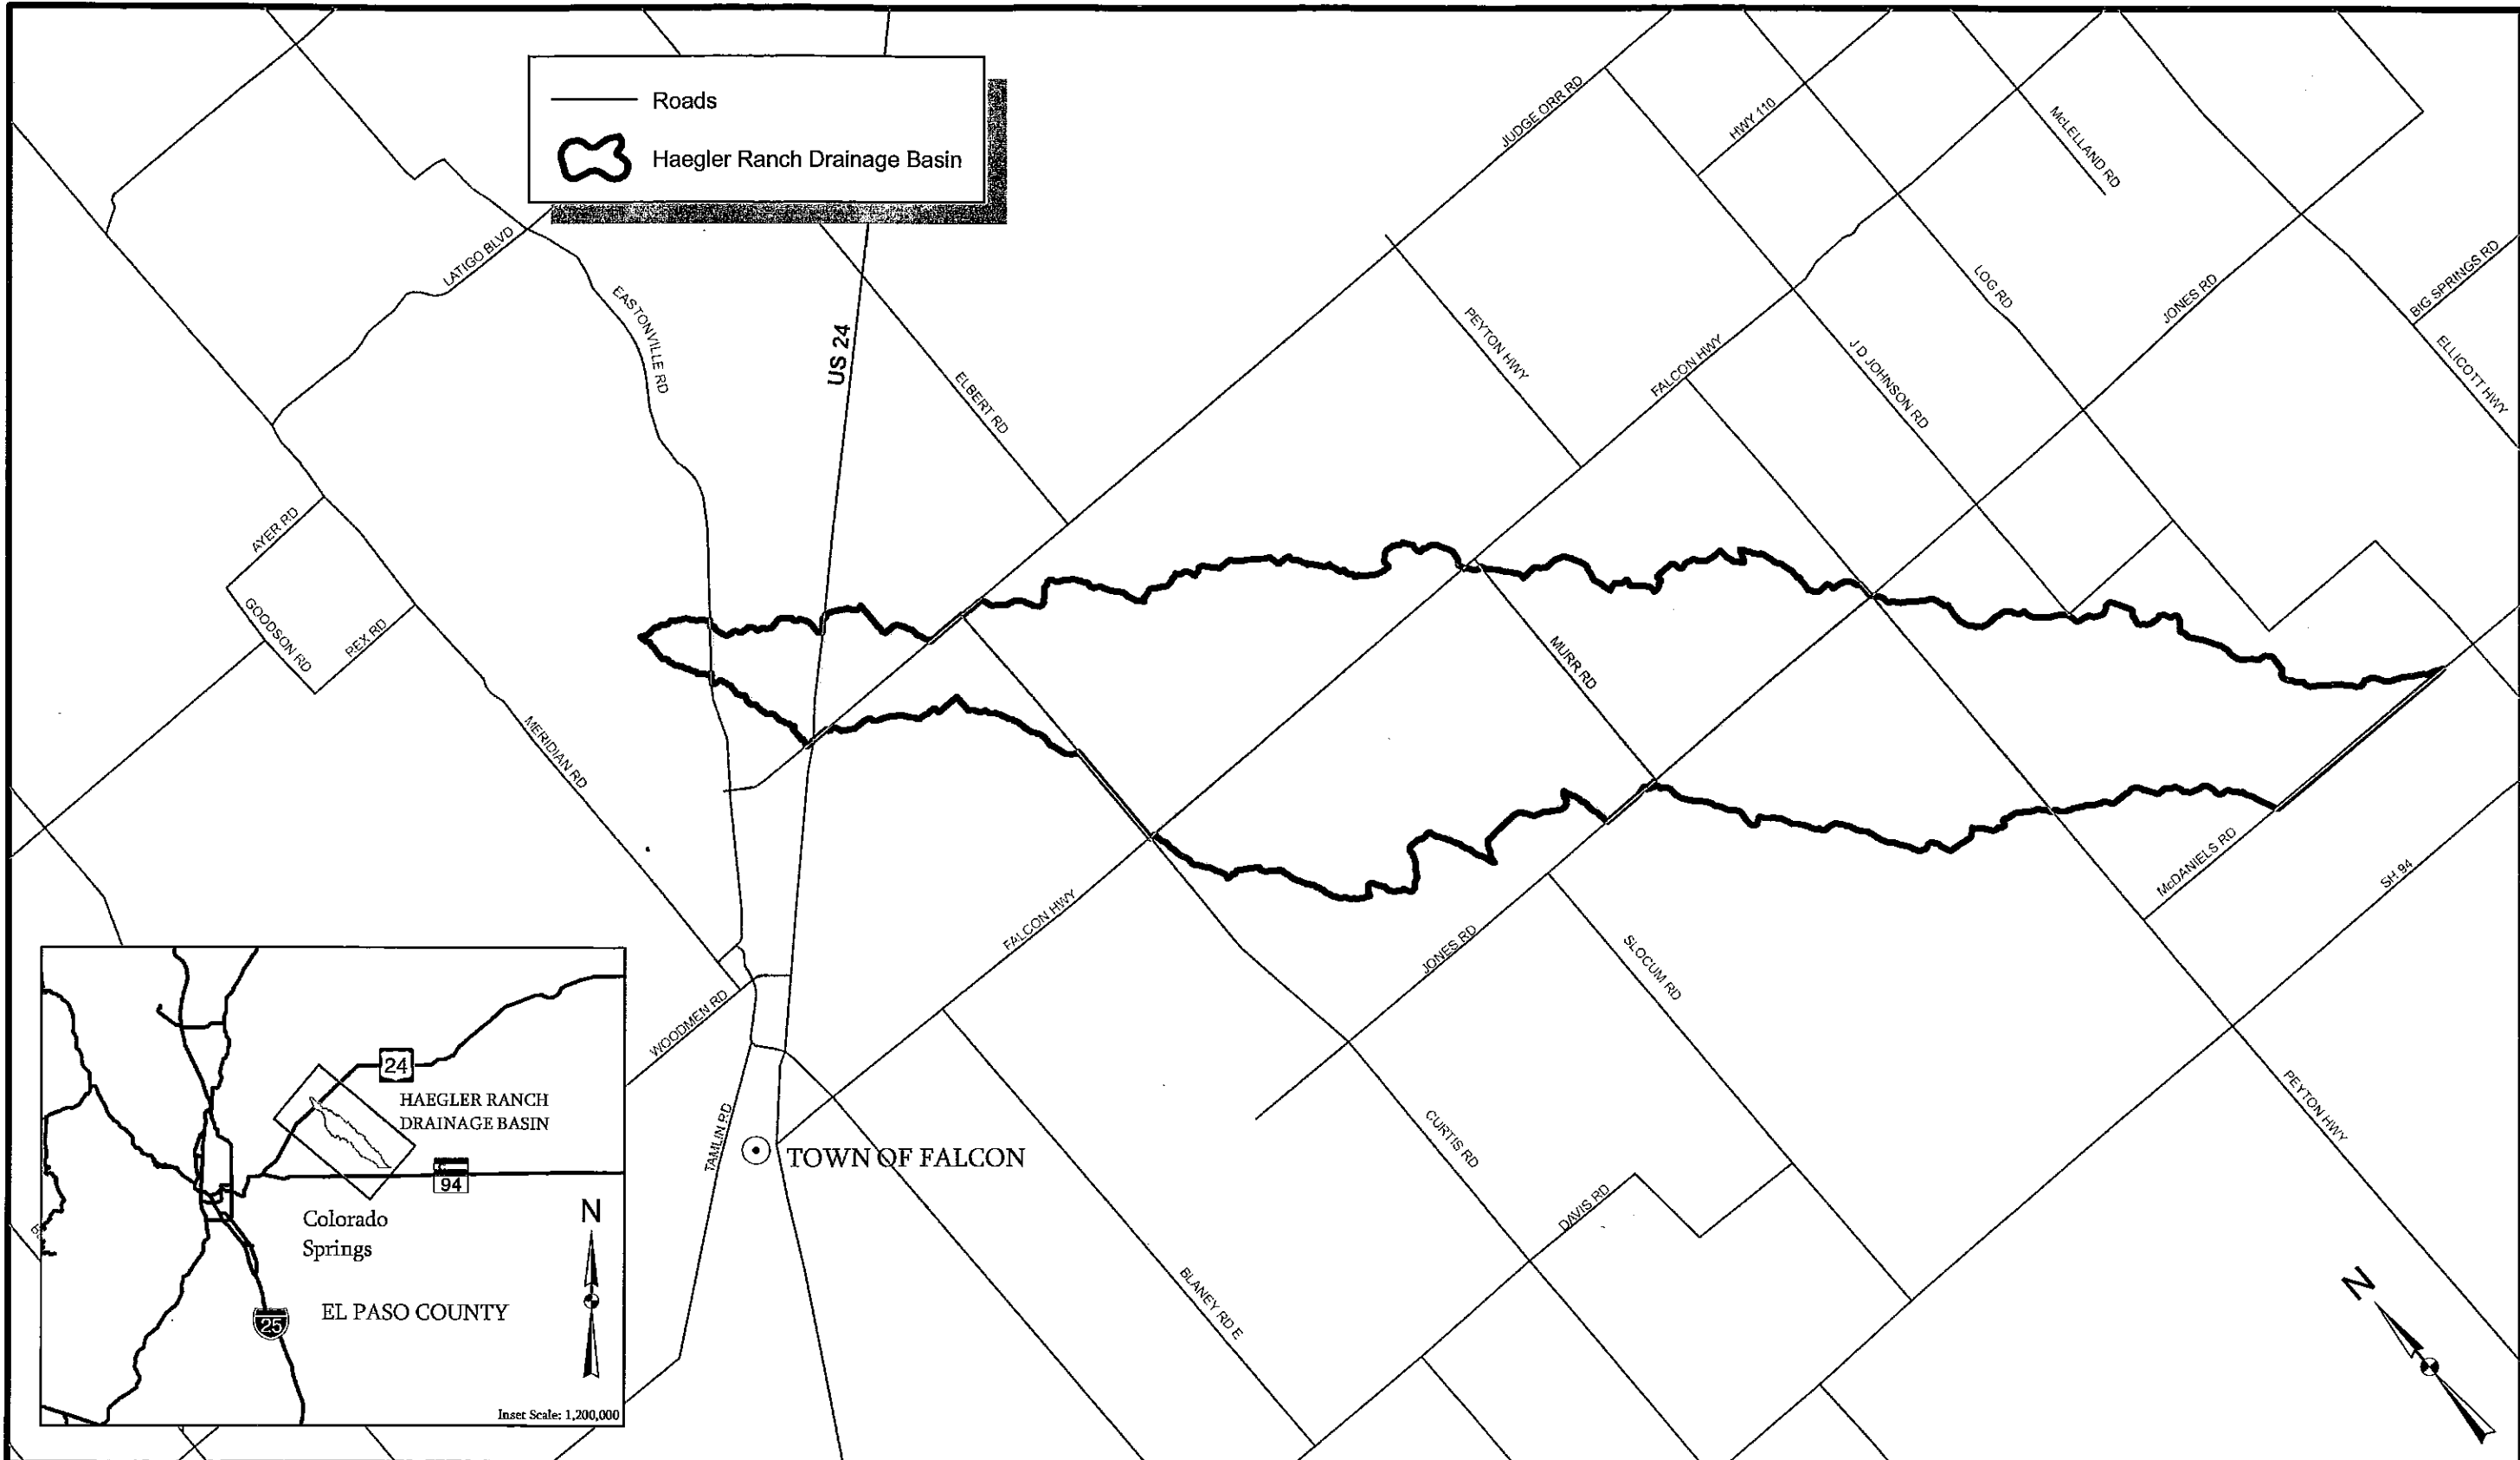 Roads
Haegler Ranch Drainage Basin
JUDGE ORR RD
HWY 110
McLELLAND RD
LATIGO BLVD
EASTONVILLE RD
US 24
ELBERT RD
PEYTON HWY
FALCON HWY
J D JOHNSON RD
LOG RD
JONES RD
BIG SPRINGS RD
ELLICOTT HWY
AYER RD
GOODSON RD
REX RD
MERIDIAN RD
MURR RD
McDANIELS RD
SH 94
FALCON HWY
JONES RD
SLOCUM RD
WOODMEN RD
TAMLIN RD
TOWN OF FALCON
CURTIS RD
DAVIS RD
BLANEY RD E
PEYTON HWY
N
24
HAEGLER RANCH
DRAINAGE BASIN
94
Colorado
Springs
N
EL PASO COUNTY
25
Inset Scale: 1,200,000